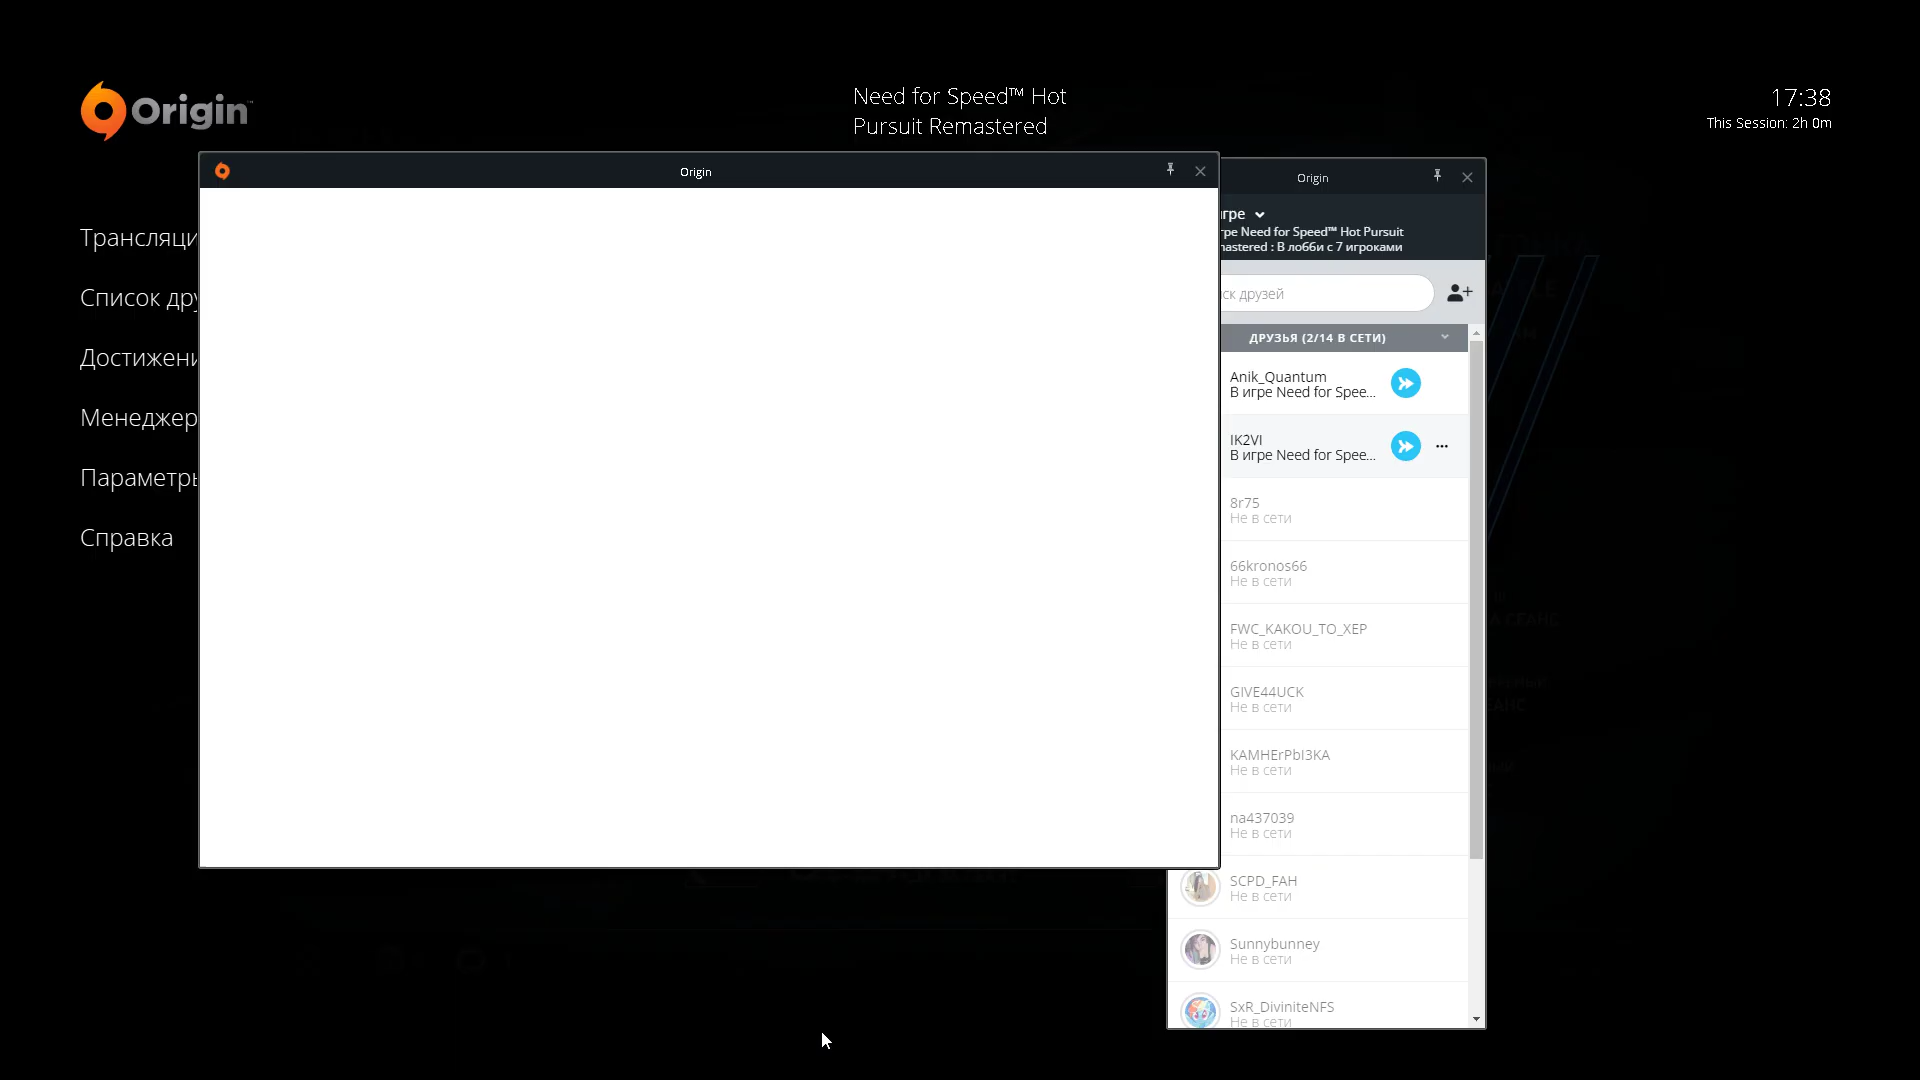 Origin
Need for Speed™ Hot
Pursuit Remastered
17:38
This Session: 2h 0m
Трансляци
Список дру
Достижени
Менеджер
Параметры
Справка
Origin
Origin
игре
гре Need for Speed™ Hot Pursuit
nastered : В лобби с 7 игроками
ск друзей
ДРУЗЬЯ (2/14 В СЕТИ)
Anik_Quantum
В игре Need for Spee...
IK2VI
В игре Need for Spee...
8r75
Не в сети
66kronos66
Не в сети
FWC_KAKOU_TO_XEP
Не в сети
GIVE44UCK
Не в сети
KAMHErPbI3KA
Не в сети
na437039
Не в сети
SCPD_FAH
Не в сети
Sunnybunney
Не в сети
SxR_DiviniteNFS
Не в сети